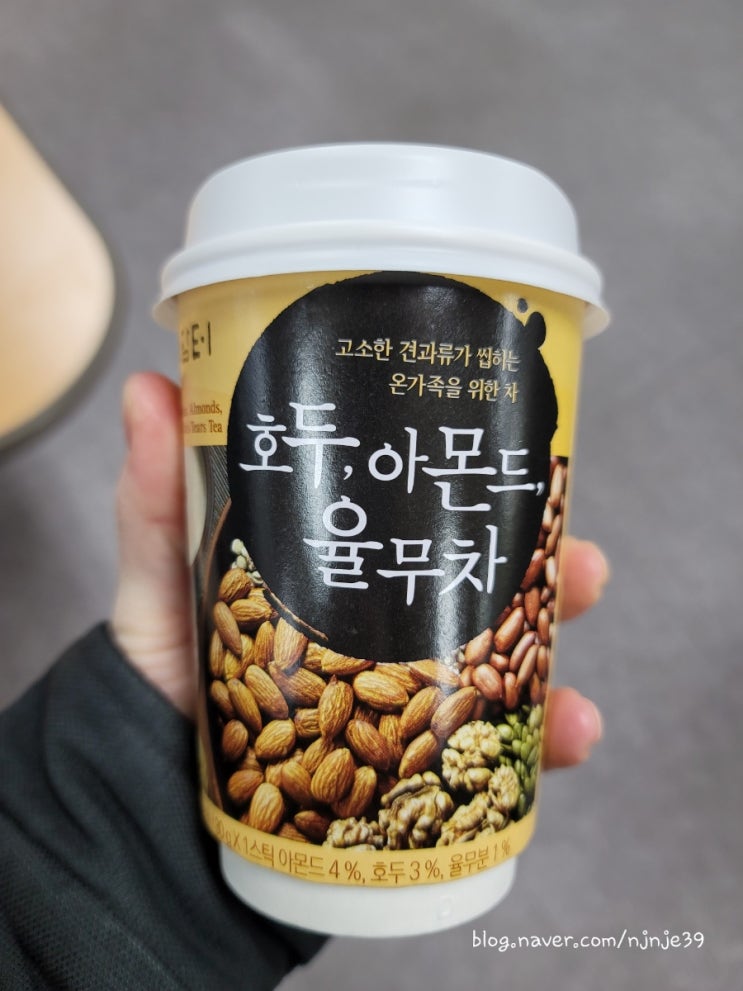 고소한 견과류가 씹히는
온가족을 위한 차
호두, 아몬드,
율무차
Almonds,
Tears Tea
X 1스틱 아몬드 4%, 호두 3%, 율무분 1%
blog.naver.com/njnje39